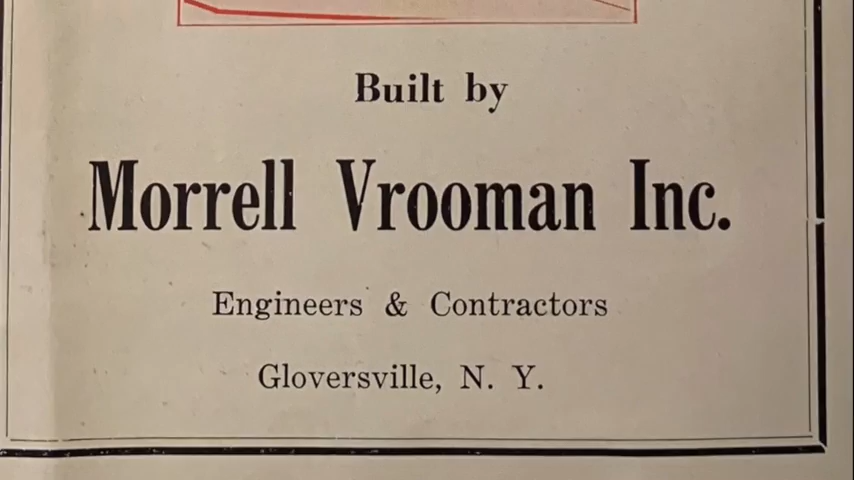 Built by
Morrell Vrooman Inc.
Engineers & Contractors
Gloversville, N. Y.